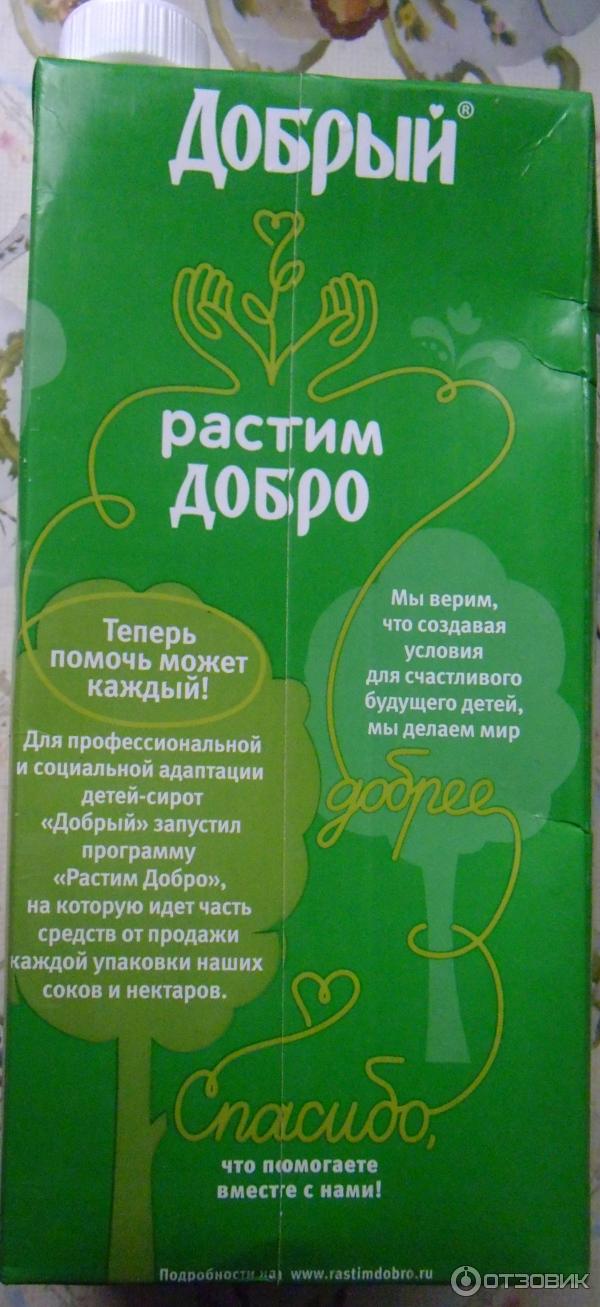 Добрый®
растим
добро
Теперь
помочь может
каждый!
Для профессиональной
и социальной адаптации
детей-сирот
«Добрый» запустил
программу
«Растим Добро»,
на которую идет часть
средств от продажи
каждой упаковки наших
соков и нектаров.
Мы верим,
что создавая
условия
для счастливого
будущего детей,
мы делаем мир
добрее
Спасибо,
что помогаете
вместе с нами!
Подробности на www.rastimdobro.ru
ОТЗОВИК